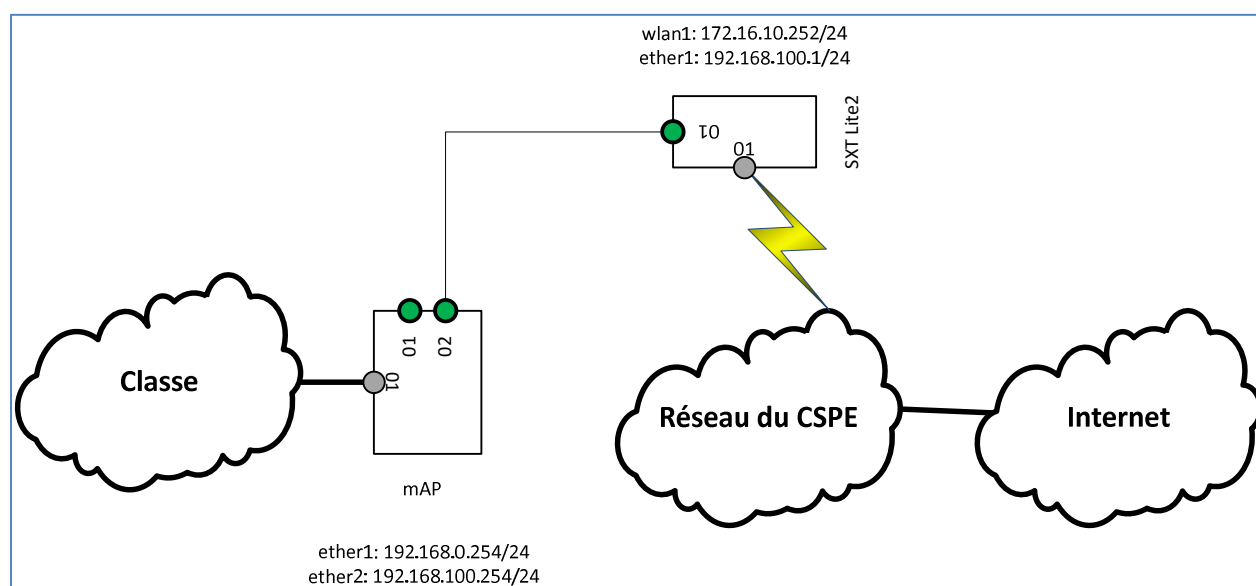 wlan1: 172.16.10.252/24
ether1: 192.168.100.1/24
01
01
SXT Lite2
Classe
01
02
01
mAP
ether1: 192.168.0.254/24
ether2: 192.168.100.254/24
Réseau du CSPE
Internet